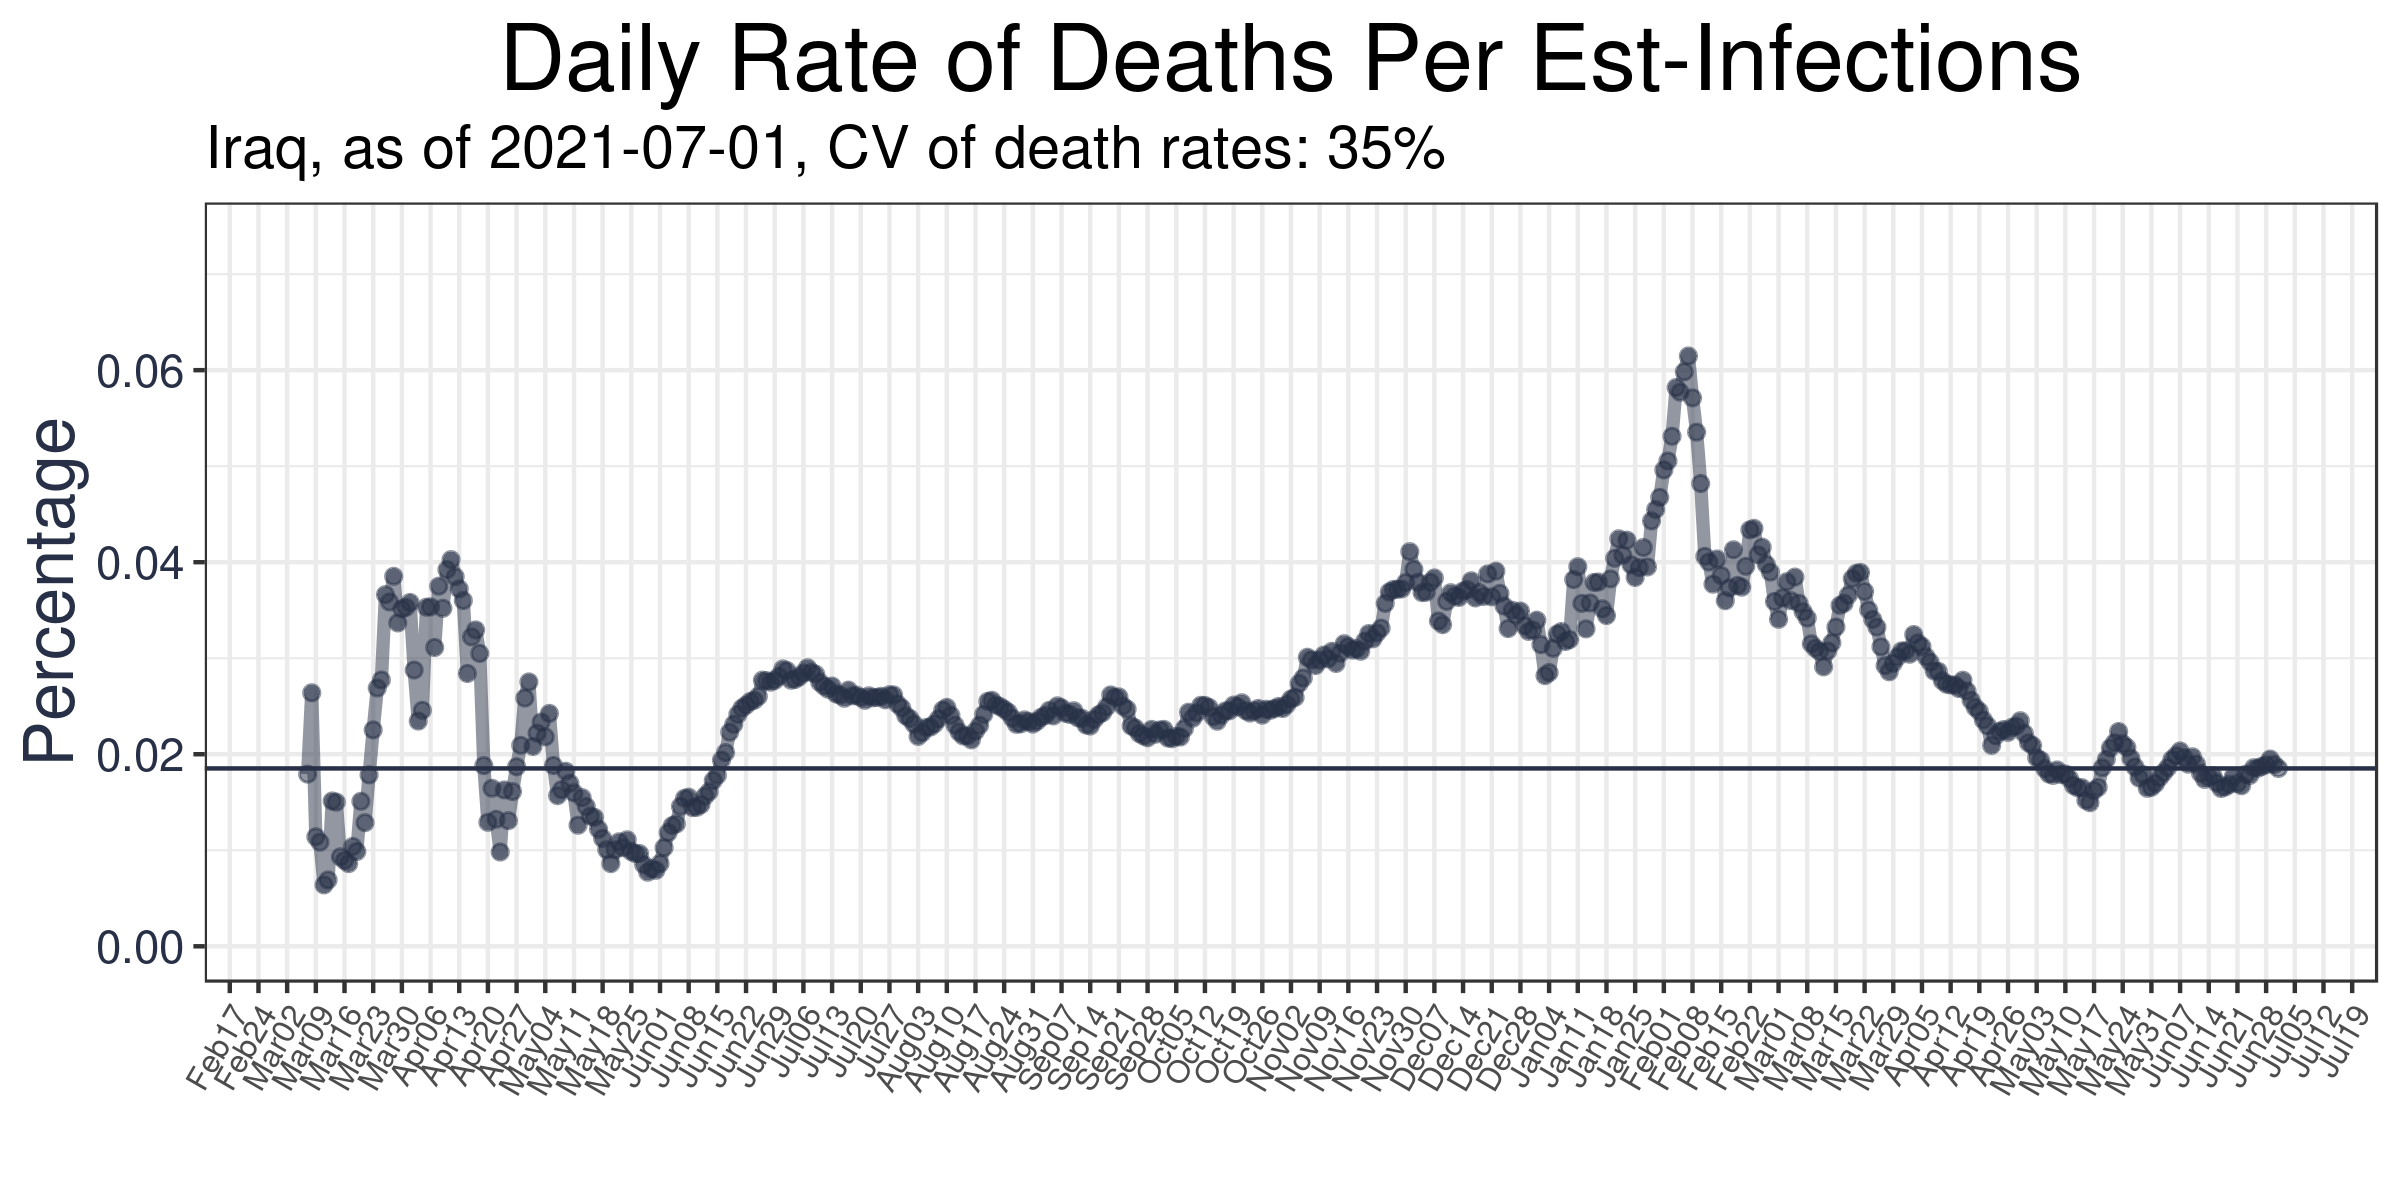 Daily Rate of Deaths Per Est-Infections
Iraq, as of 2021-07-01, CV of death rates: 35%
Percentage
0.06
0.04
0.02
0.00
Feb17
Feb24
Mar02
Mar09
Mar16
Mar23
Mar30
Apr06
Apr13
Apr20
Apr27
May04
May11
May18
May25
Jun01
Jun08
Jun15
Jun22
Jun29
Jul06
Jul13
Jul20
Jul27
Aug03
Aug10
Aug17
Aug24
Aug31
Sep07
Sep14
Sep21
Sep28
Oct05
Oct12
Oct19
Oct26
Nov02
Nov09
Nov16
Nov23
Nov30
Dec07
Dec14
Dec21
Dec28
Jan04
Jan11
Jan18
Jan25
Feb01
Feb08
Feb15
Feb22
Mar01
Mar08
Mar15
Mar22
Mar29
Apr05
Apr12
Apr19
Apr26
May03
May10
May17
May24
May31
Jun07
Jun14
Jun21
Jun28
Jul05
Jul12
Jul19